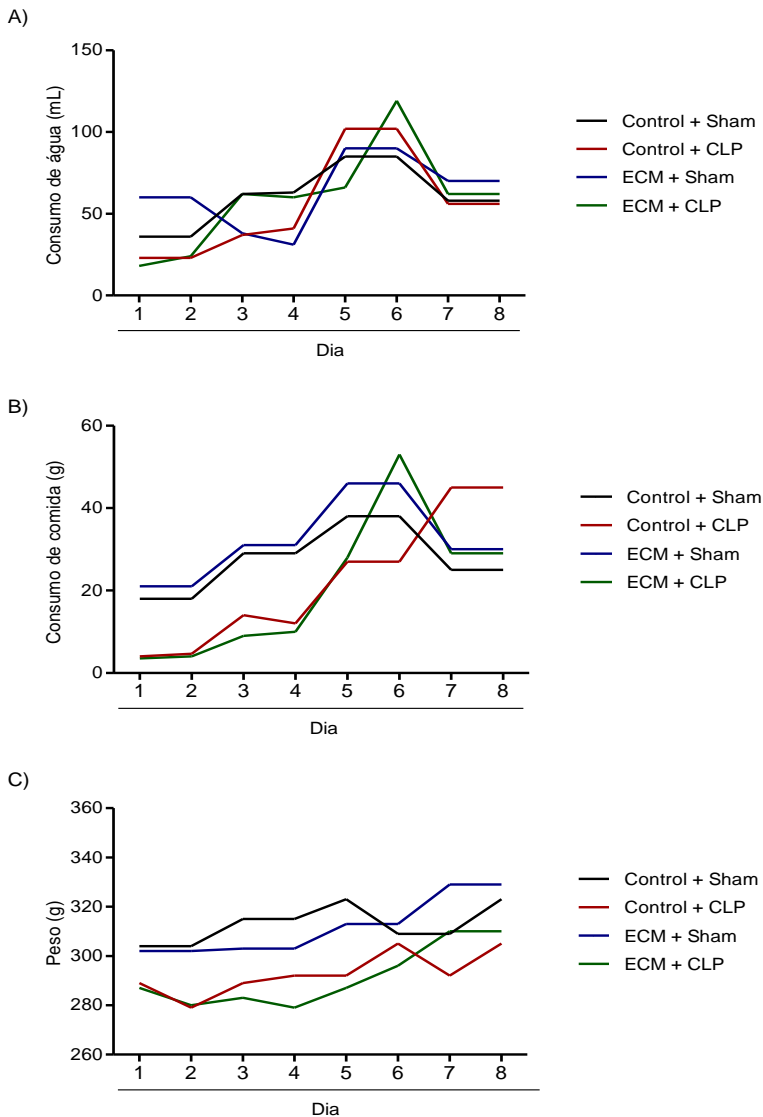 A)
Consumo de água (mL)
150
100
50
0
1 2 3 4 5 6 7 8
Dia
Control + Sham
Control + CLP
ECM + Sham
ECM + CLP
B)
Consumo de comida (g)
60
40
20
0
1 2 3 4 5 6 7 8
Dia
Control + Sham
Control + CLP
ECM + Sham
ECM + CLP
C)
Peso (g)
360
340
320
300
280
260
1 2 3 4 5 6 7 8
Dia
Control + Sham
Control + CLP
ECM + Sham
ECM + CLP